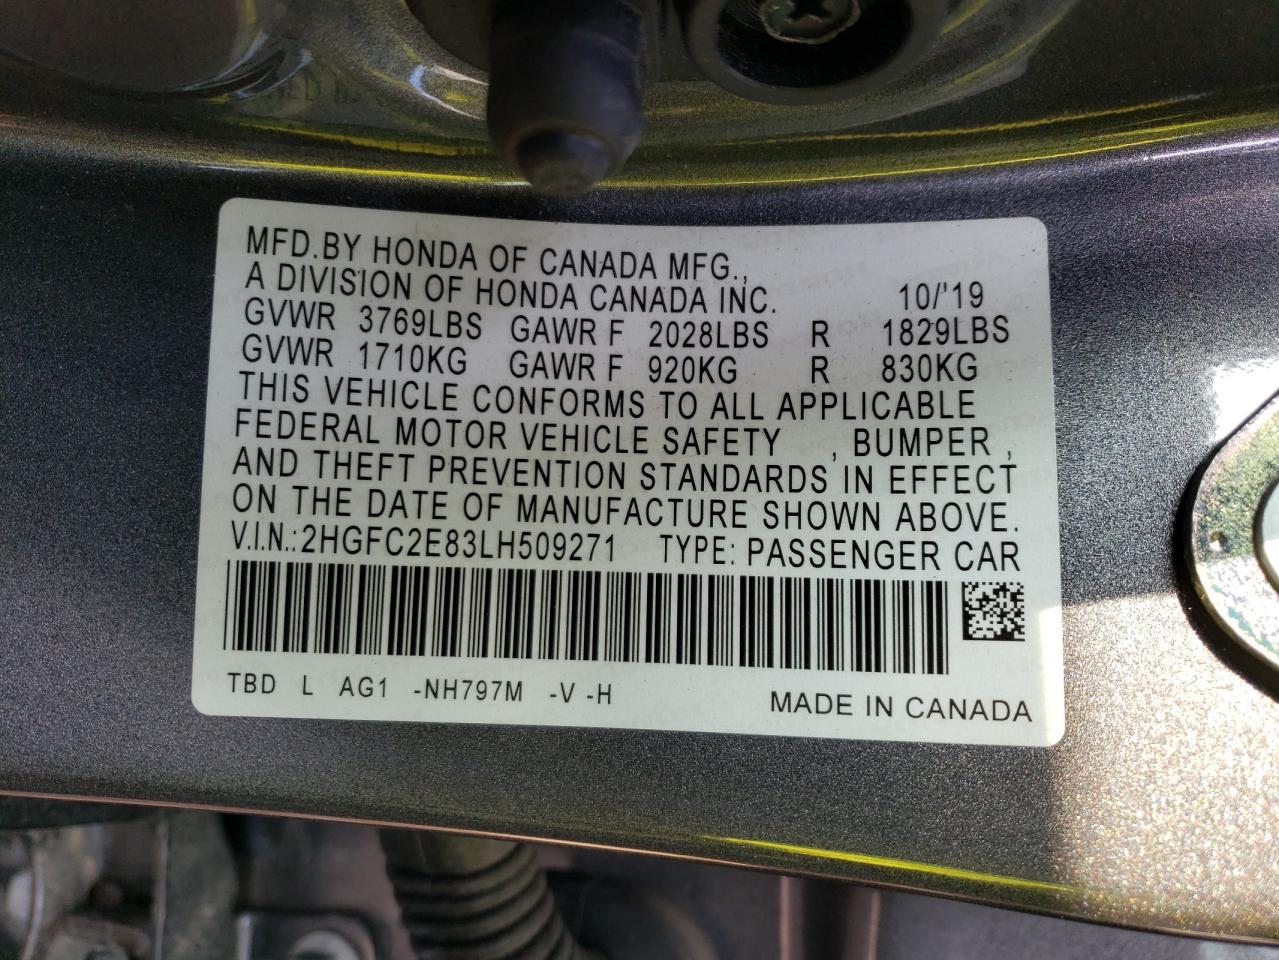 MFD.BY HONDA OF CANADA MFG.,
A DIVISION OF HONDA CANADA INC. 10/'19
GVWR 3769LBS GAWR F 2028LBS R 1829LBS
GVWR 1710KG GAWR F 920KG R 830KG
THIS VEHICLE CONFORMS TO ALL APPLICABLE
FEDERAL MOTOR VEHICLE SAFETY , BUMPER ,
AND THEFT PREVENTION STANDARDS IN EFFECT
ON THE DATE OF MANUFACTURE SHOWN ABOVE.
V.I.N.:2HGFC2E83LH509271 TYPE: PASSENGER CAR
TBD L AG1 -NH797M -V -H MADE IN CANADA